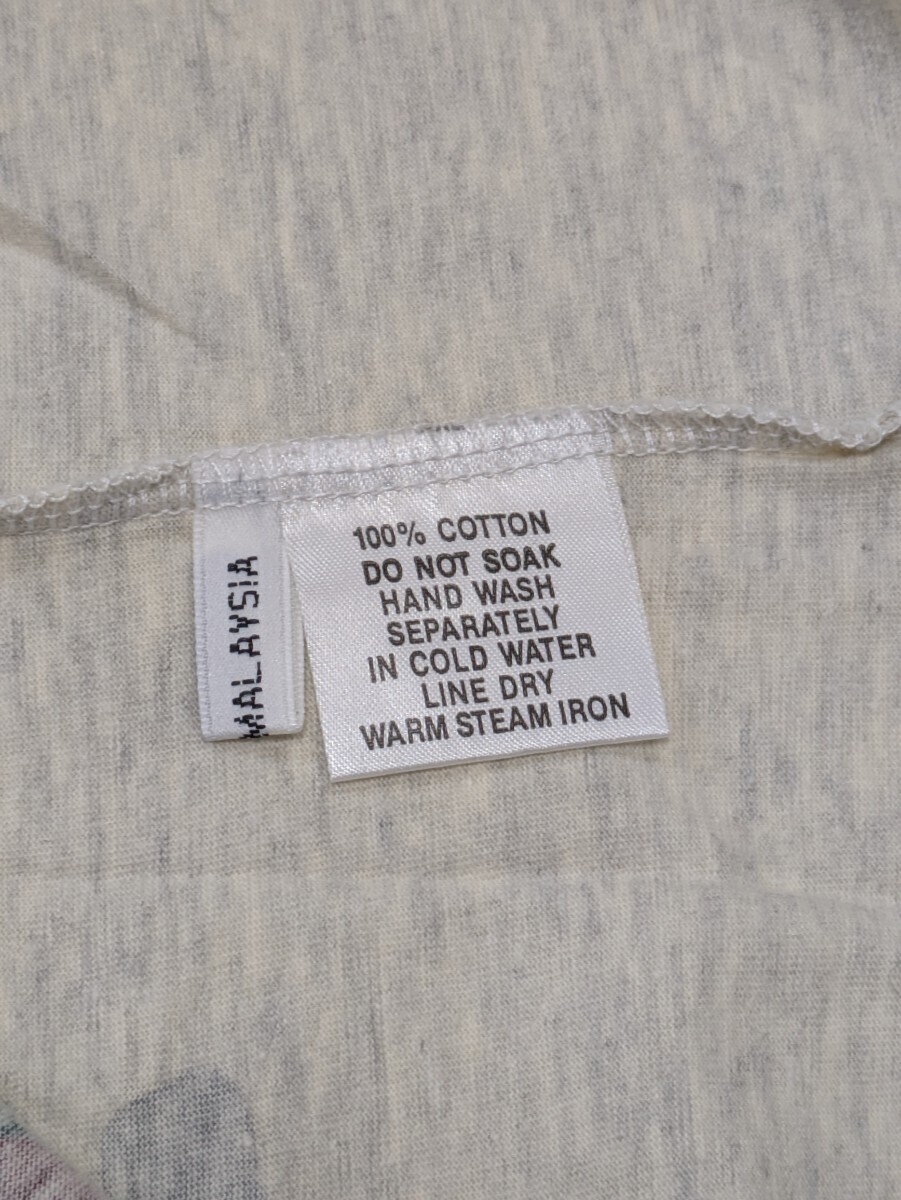 MALAYSIA
100% COTTON
DO NOT SOAK
HAND WASH
SEPARATELY
IN COLD WATER
LINE DRY
WARM STEAM IRON